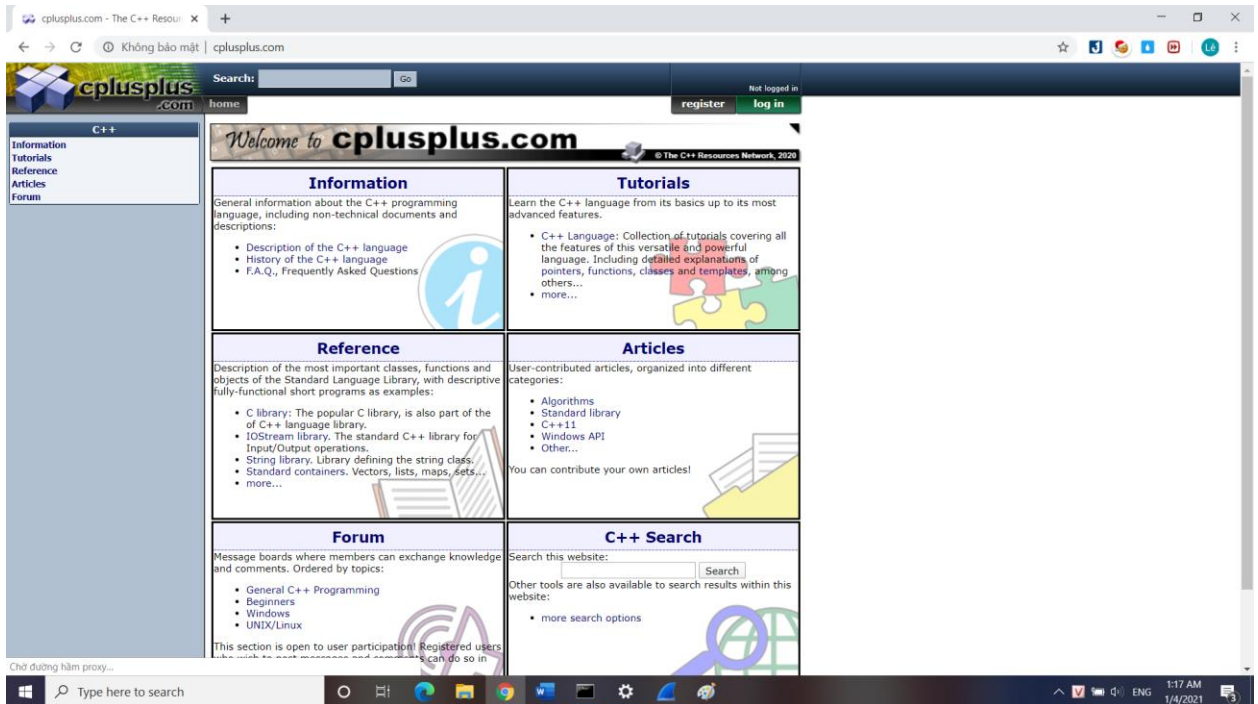 cplusplus.com - The C++ Resour
Không bảo mật | cplusplus.com
Lê
cplusplus
.com
Search:
Go
Not logged in
home
register
log in
C++
Information
Tutorials
Reference
Articles
Forum
Welcome to cplusplus.com
© The C++ Resources Network, 2020
Information
General information about the C++ programming
language, including non-technical documents and
descriptions:
• Description of the C++ language
• History of the C++ language
• F.A.Q., Frequently Asked Questions
Tutorials
Learn the C++ language from its basics up to its most
advanced features.
• C++ Language: Collection of tutorials covering all
the features of this versatile and powerful
language. Including detailed explanations of
pointers, functions, classes and templates, among
others...
• more...
Reference
Description of the most important classes, functions and
objects of the Standard Language Library, with descriptive
fully-functional short programs as examples:
• C library: The popular C library, is also part of the
of C++ language library.
• IOStream library. The standard C++ library for
Input/Output operations.
• String library. Library defining the string class.
• Standard containers. Vectors, lists, maps, sets...
• more...
Articles
User-contributed articles, organized into different
categories:
• Algorithms
• Standard library
• C++11
• Windows API
• Other...
You can contribute your own articles!
Forum
Message boards where members can exchange knowledge
and comments. Ordered by topics:
• General C++ Programming
• Beginners
• Windows
• UNIX/Linux
This section is open to user participation! Registered users
who wish to post messages and comments can do so in
C++ Search
Search this website:
Search
Other tools are also available to search results within this
website:
• more search options
Chờ đường hầm proxy...
Type here to search
ENG
1:17 AM
1/4/2021